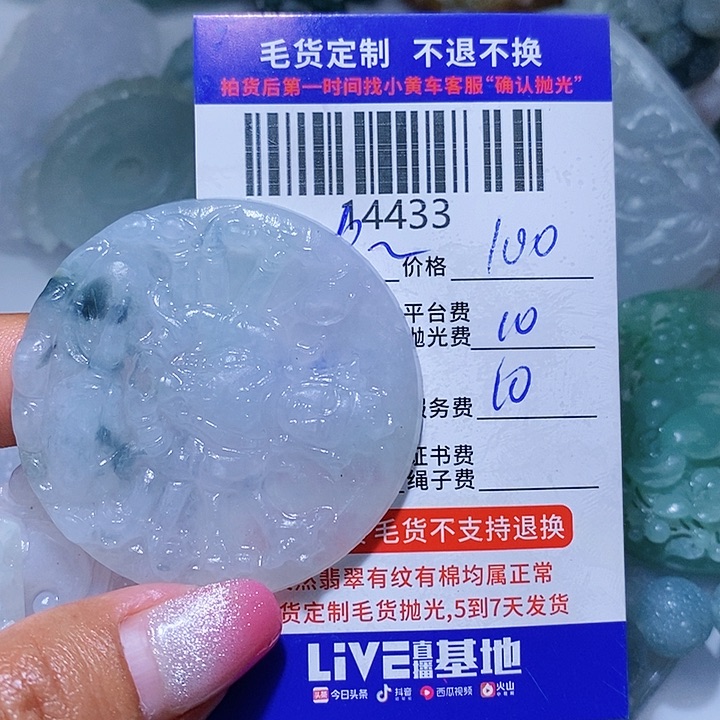 毛货定制 不退不换
拍货后第一时间找小黄车客服“确认抛光”
14433
价格 100
平台费
抛光费 10
服务费 10
证书费
绳子费
毛货不支持退换
天然翡翠有纹有棉均属正常
货定制毛货抛光,5到7天发货
LiVE直播基地
头条 今日头条 抖音 西瓜视频 火山